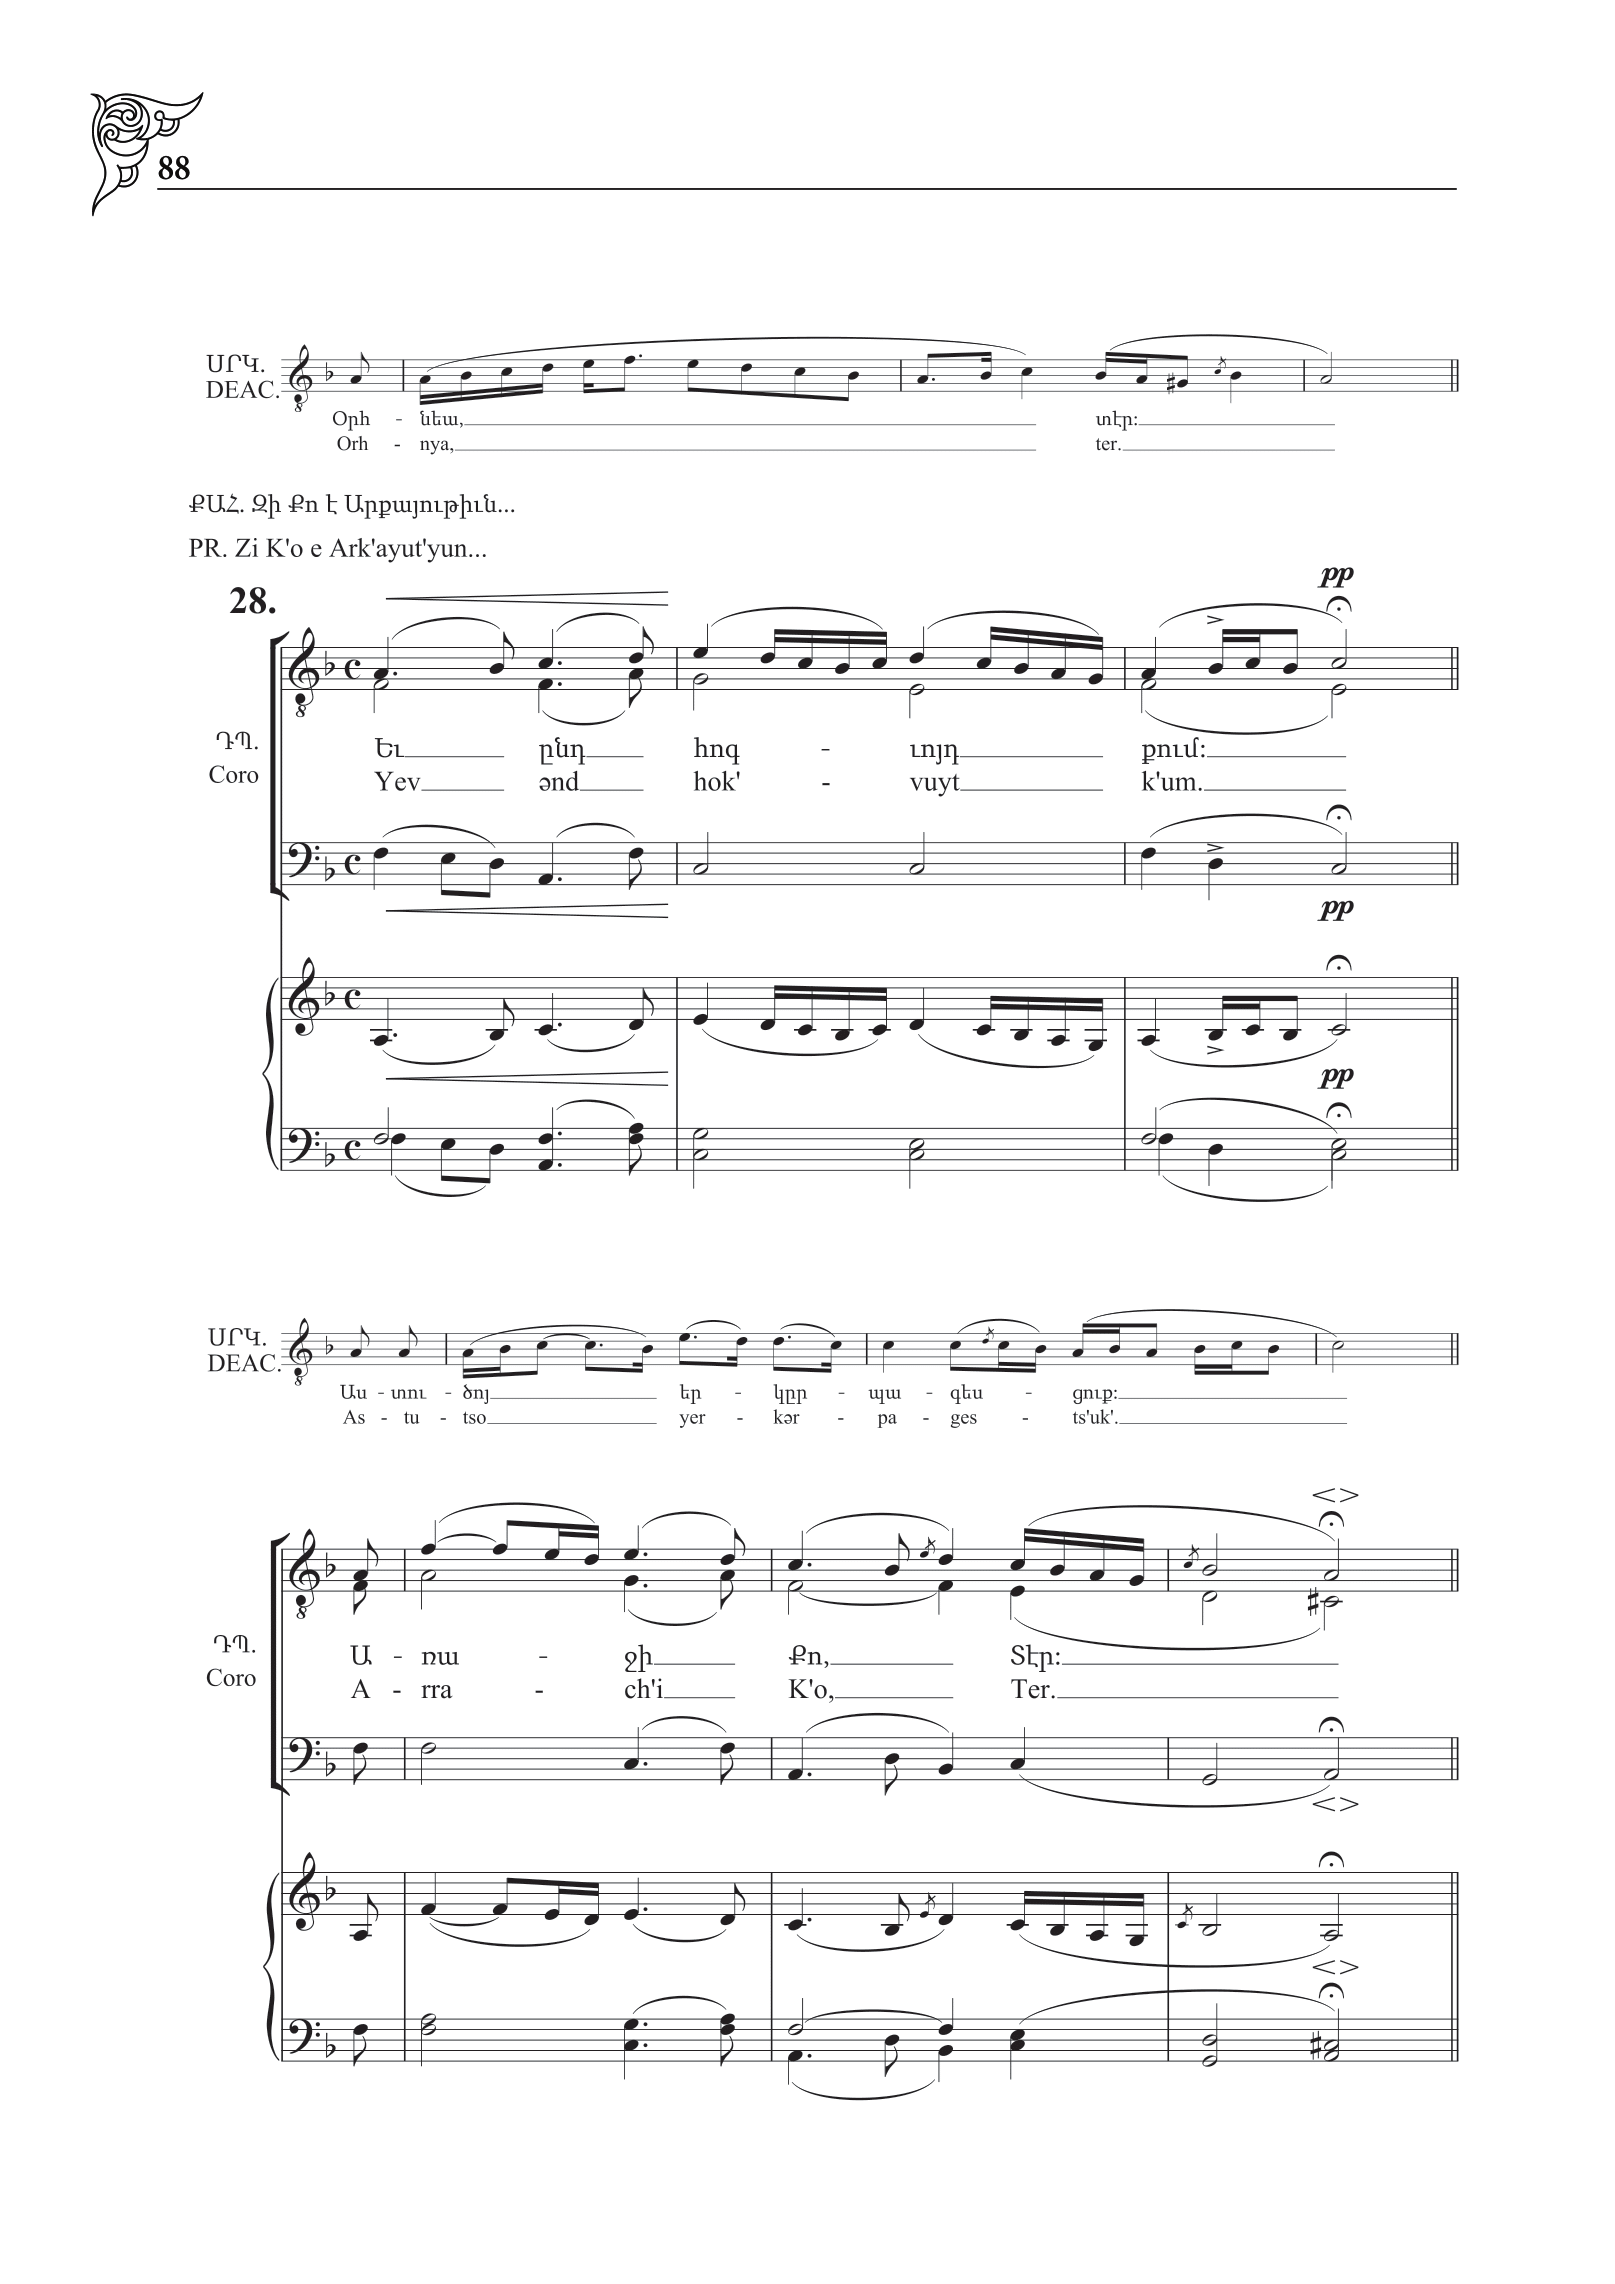 88
ՍՐԿ.
DEAC.
Օրհ - նեա, տէր:
Orh - nya, ter.
ՔԱՀ. Զի Քո է Արքայութիւն...
PR. Zi K'o e Ark'ayut'yun...
28.
pp
ԴՊ.
Coro
Եւ ընդ հոգ - ւոյդ քում:
Yev ənd hok' - vuyt k'um.
pp
pp
ՍՐԿ.
DEAC.
Աս - տու - ծոյ եր - կըր - պա - գես - ցուք:
As - tu - tso yer - kər - pa - ges - ts'uk'.
ԴՊ.
Coro
Ա - ռա - ջի Քո, Տէր:
A - rra - ch'i K'o, Ter.